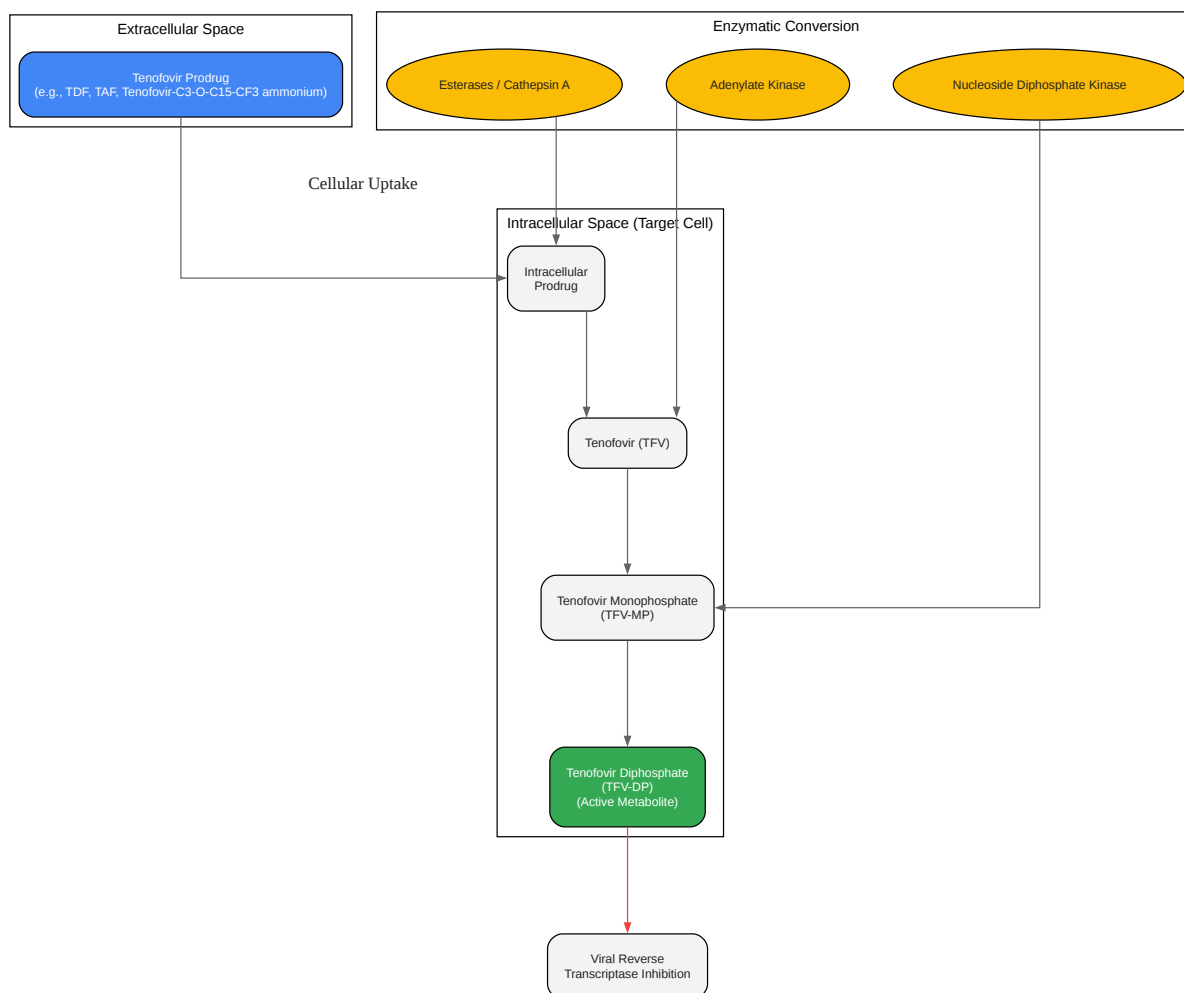 Extracellular Space
Tenofovir Prodrug
(e.g., TDF, TAF, Tenofovir-C3-O-C15-CF3 ammonium)
Enzymatic Conversion
Esterases / Cathepsin A
Adenylate Kinase
Nucleoside Diphosphate Kinase
Cellular Uptake
Intracellular Space (Target Cell)
Intracellular
Prodrug
Tenofovir (TFV)
Tenofovir Monophosphate
(TFV-MP)
Tenofovir Diphosphate
(TFV-DP)
(Active Metabolite)
Viral Reverse
Transcriptase Inhibition